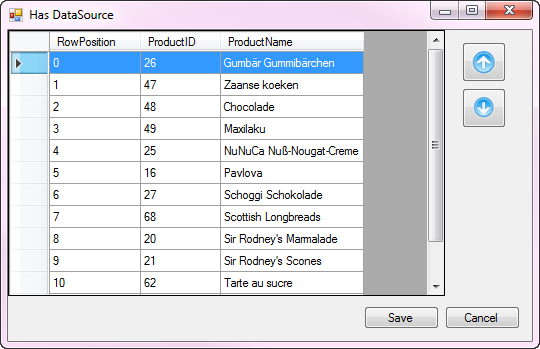 Has DataSource
RowPosition ProductID ProductName
0 26 Gumbär Gummibärchen
1 47 Zaanse koeken
2 48 Chocolade
3 49 Maxilaku
4 25 NuNuCa Nuß-Nougat-Creme
5 16 Pavlova
6 27 Schoggi Schokolade
7 68 Scottish Longbreads
8 20 Sir Rodney's Marmalade
9 21 Sir Rodney's Scones
10 62 Tarte au sucre
Save Cancel